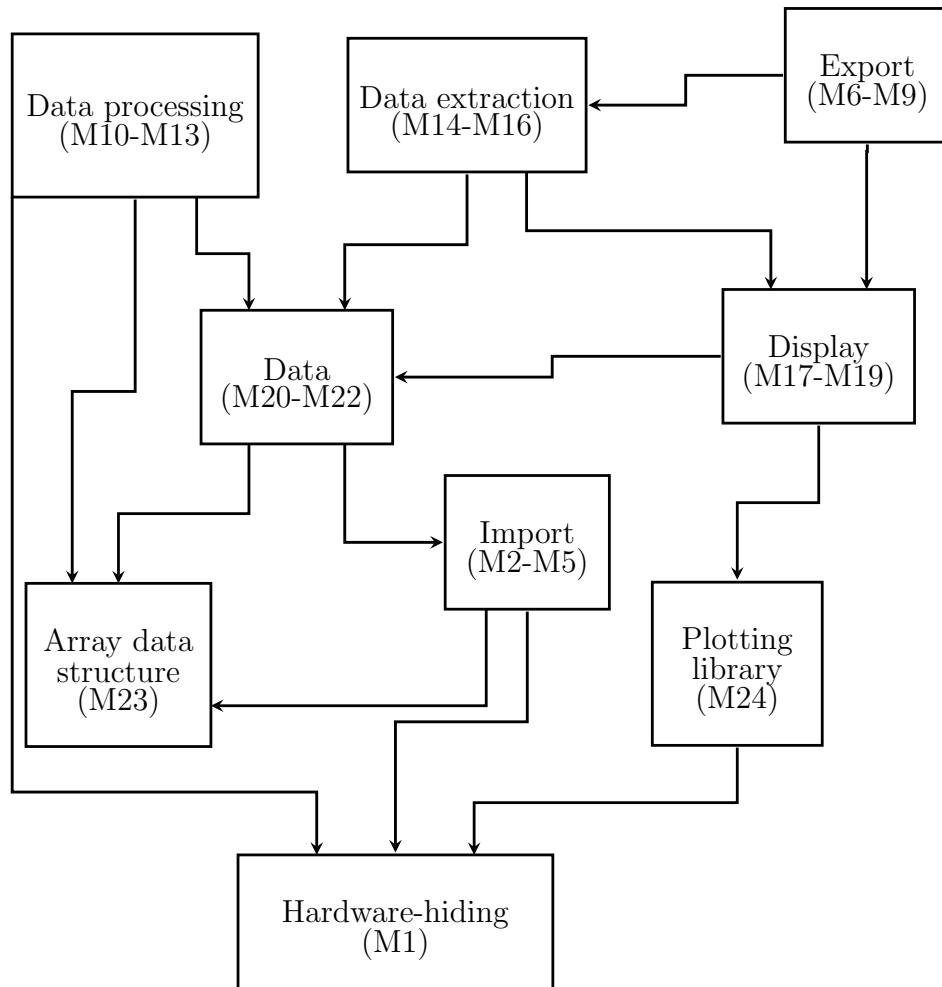 Data processing
(M10-M13)
Data extraction
(M14-M16)
Export
(M6-M9)
Data
(M20-M22)
Display
(M17-M19)
Import
(M2-M5)
Array data
structure
(M23)
Plotting
library
(M24)
Hardware-hiding
(M1)